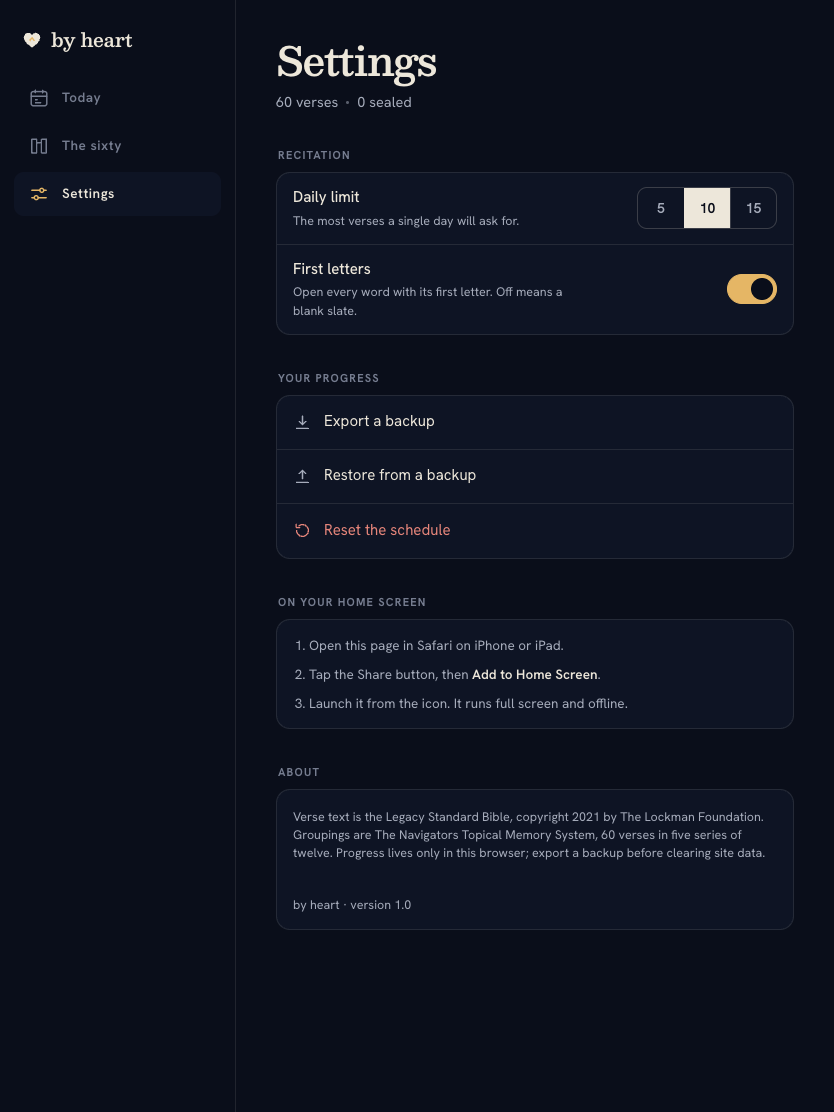 by heart
Today
The sixty
Settings
Settings
60 verses • 0 sealed
RECITATION
Daily limit
The most verses a single day will ask for.
5 10 15
First letters
Open every word with its first letter. Off means a
blank slate.
YOUR PROGRESS
Export a backup
Restore from a backup
Reset the schedule
ON YOUR HOME SCREEN
1. Open this page in Safari on iPhone or iPad.
2. Tap the Share button, then Add to Home Screen.
3. Launch it from the icon. It runs full screen and offline.
ABOUT
Verse text is the Legacy Standard Bible, copyright 2021 by The Lockman Foundation.
Groupings are The Navigators Topical Memory System, 60 verses in five series of
twelve. Progress lives only in this browser; export a backup before clearing site data.
by heart · version 1.0